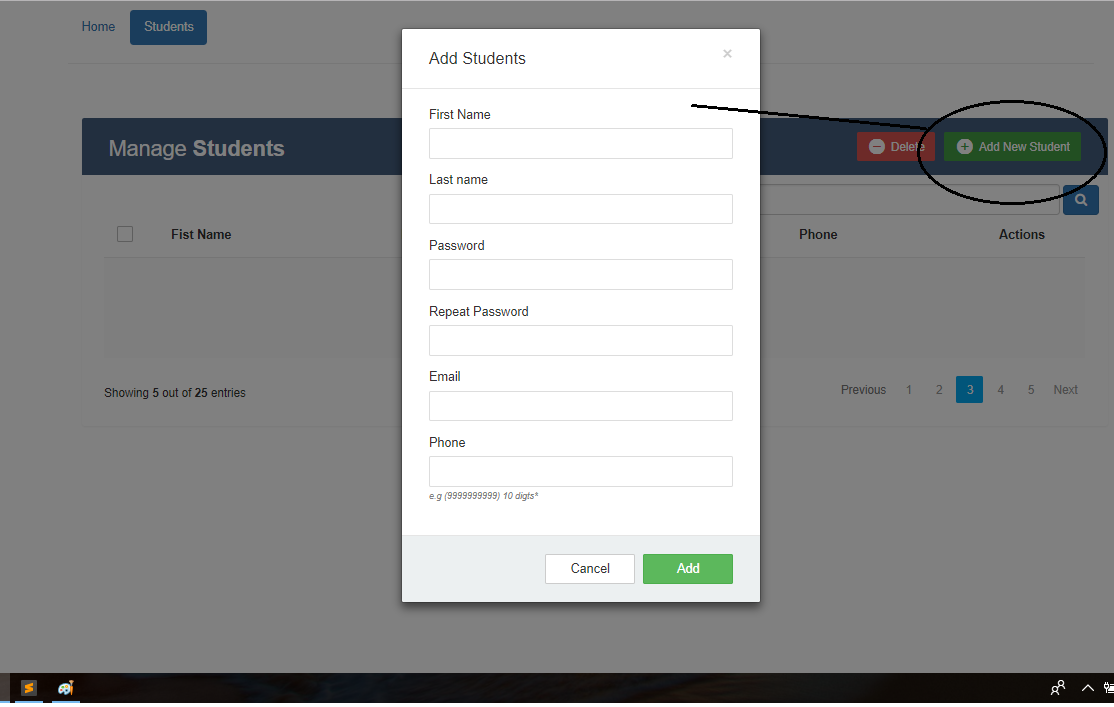 Home
Students
Add Students
×
First Name
Manage Students
Delete
Add New Student
Last name
Fist Name
Phone
Actions
Password
Repeat Password
Email
Showing 5 out of 25 entries
Previous 1 2 3 4 5 Next
Phone
e.g (9999999999) 10 digts*
Cancel
Add